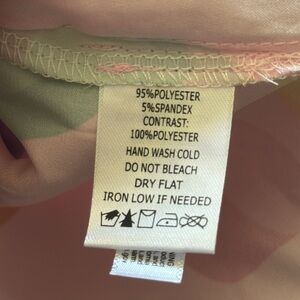 95%POLYESTER
5%SPANDEX
CONTRAST:
100%POLYESTER
HAND WASH COLD
DO NOT BLEACH
DRY FLAT
IRON LOW IF NEEDED